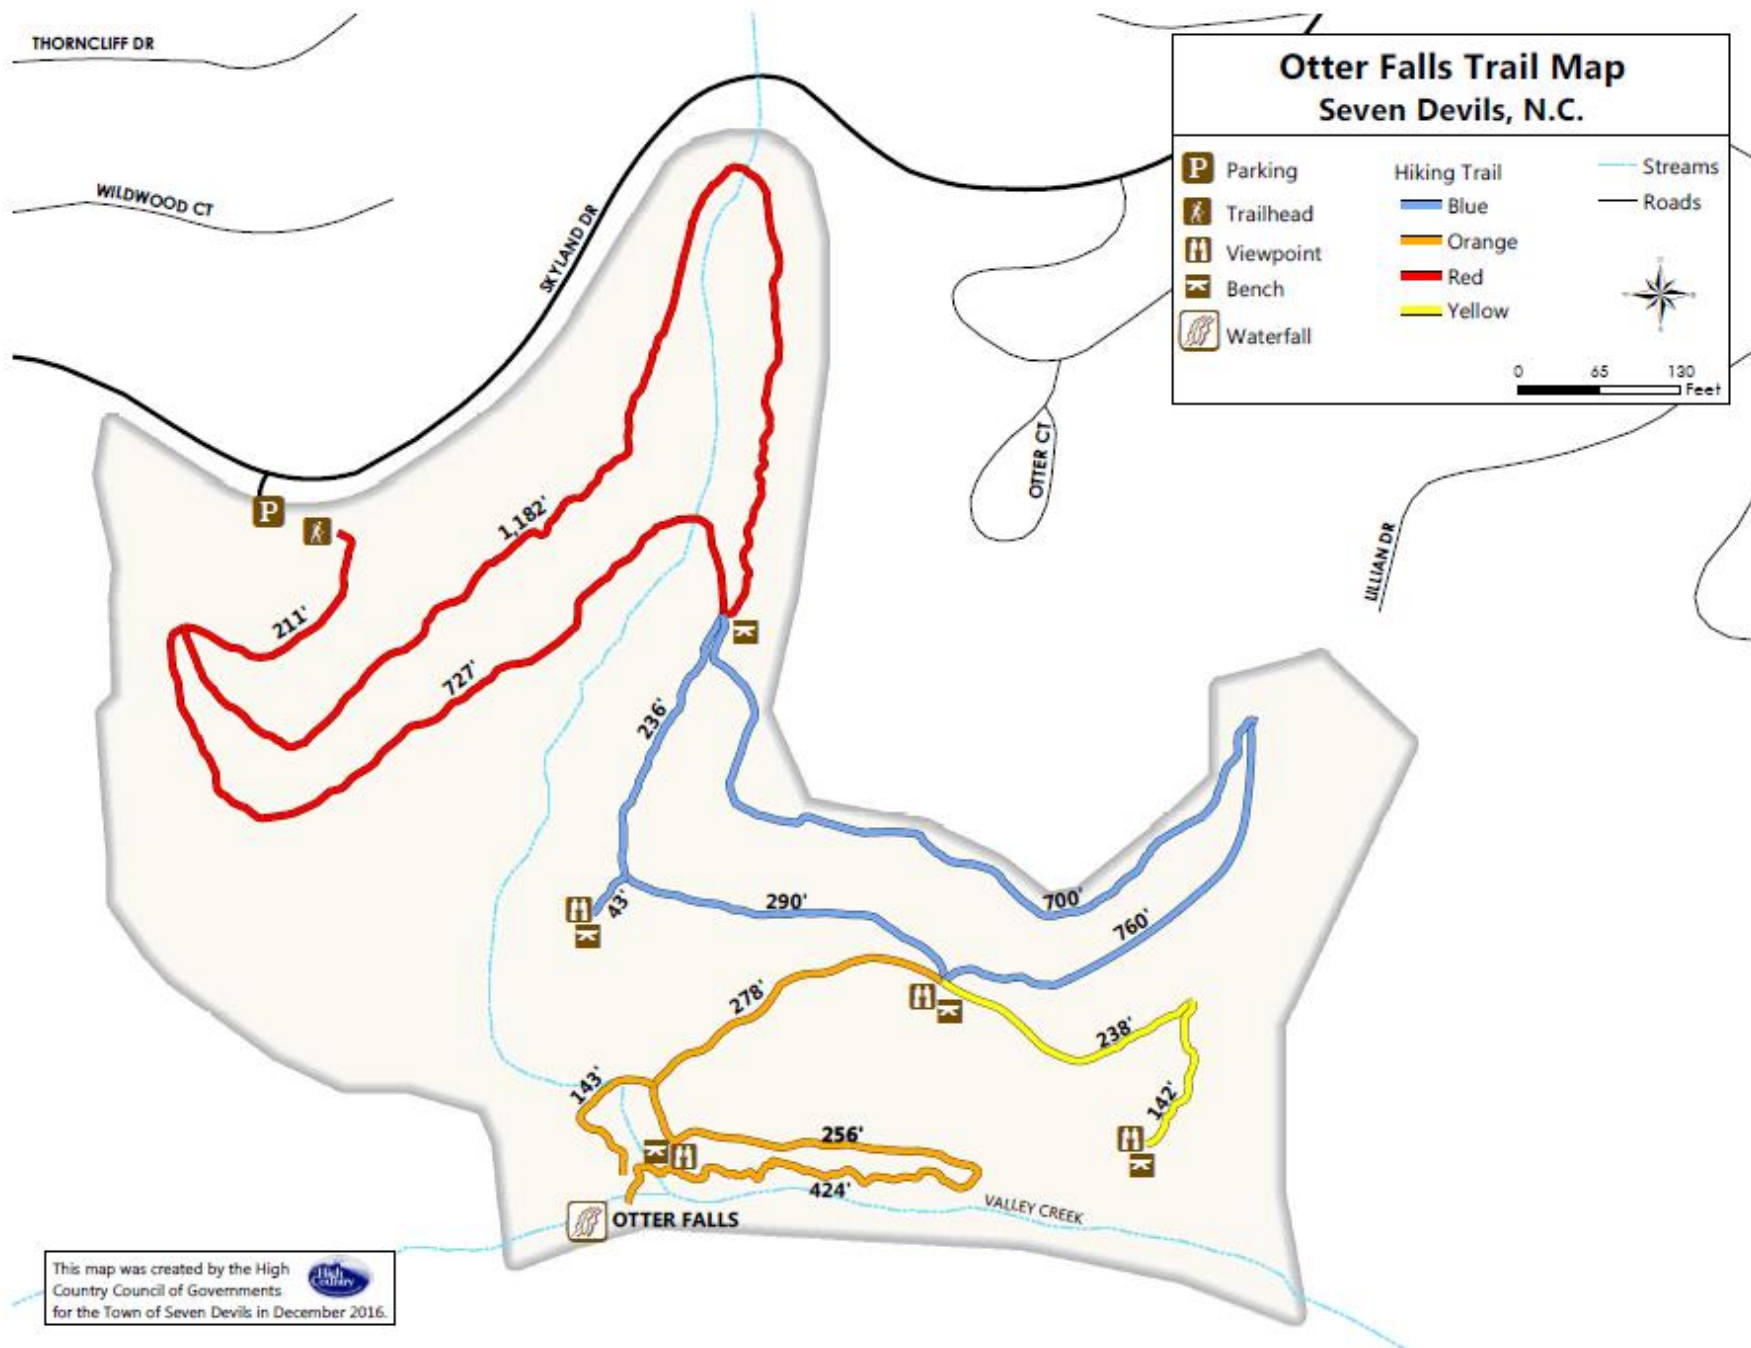 THORNCLIFF DR
WILDWOOD CT
SKYLAND DR
Otter Falls Trail Map
Seven Devils, N.C.
P Parking
Trailhead
Viewpoint
Bench
Waterfall
Hiking Trail
Blue
Orange
Red
Yellow
Streams
Roads
0 65 130
Feet
OTTER CT
LILLIAN DR
P
1,182'
211'
727'
236'
43'
290'
700'
760'
278'
238'
143'
142'
256'
424'
VALLEY CREEK
OTTER FALLS
This map was created by the High
Country Council of Governments
for the Town of Seven Devils in December 2016.
High
Country